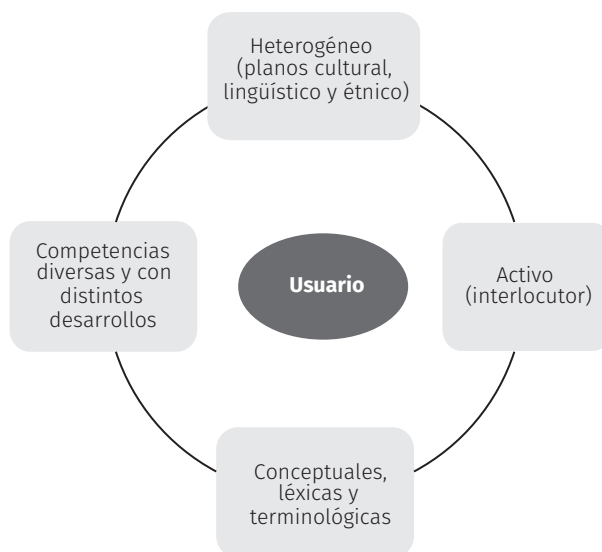 Heterogéneo
(planos cultural,
lingüístico y étnico)
Competencias
diversas y con
distintos
desarrollos
Usuario
Activo
(interlocutor)
Conceptuales,
léxicas y
terminológicas